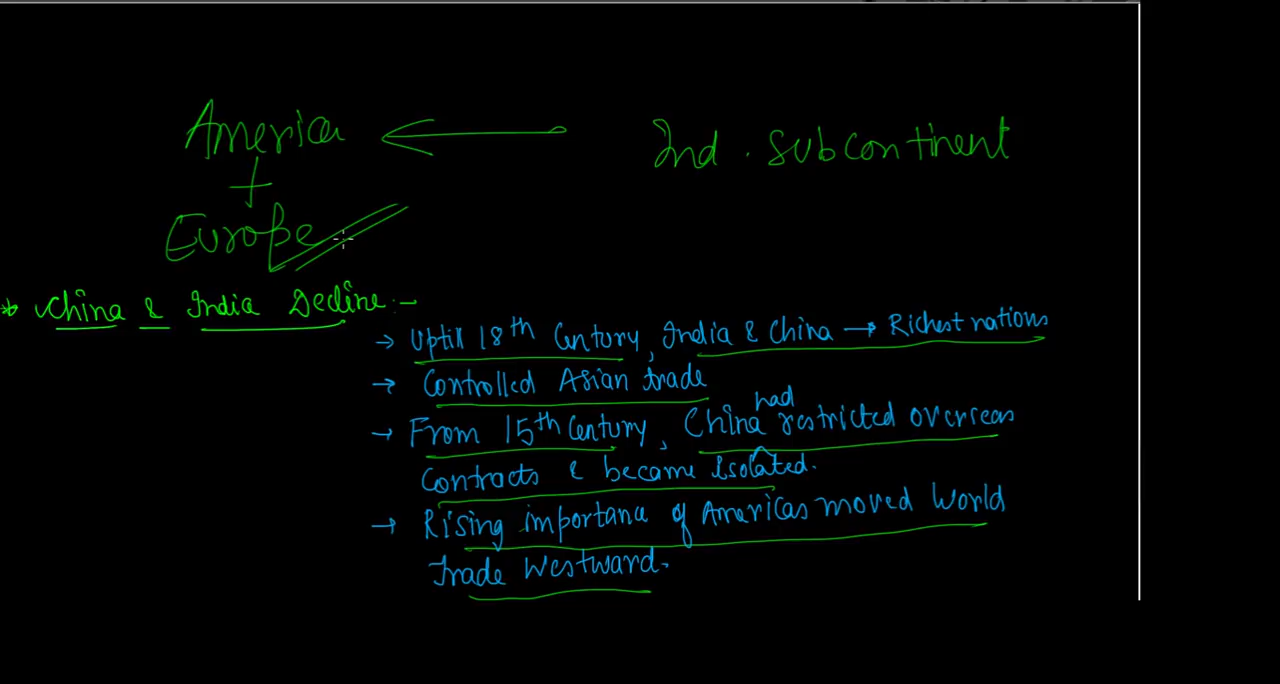 America ← Ind. Subcontinent
+
Europe
* China & India Decline:-
→ Uptill 18th Century, India & China → Richest nations
→ Controlled Asian trade
had
→ From 15th Century, China ^ restricted overseas
Contracts & became isolated.
→ Rising importance of Americas moved World
trade Westward.